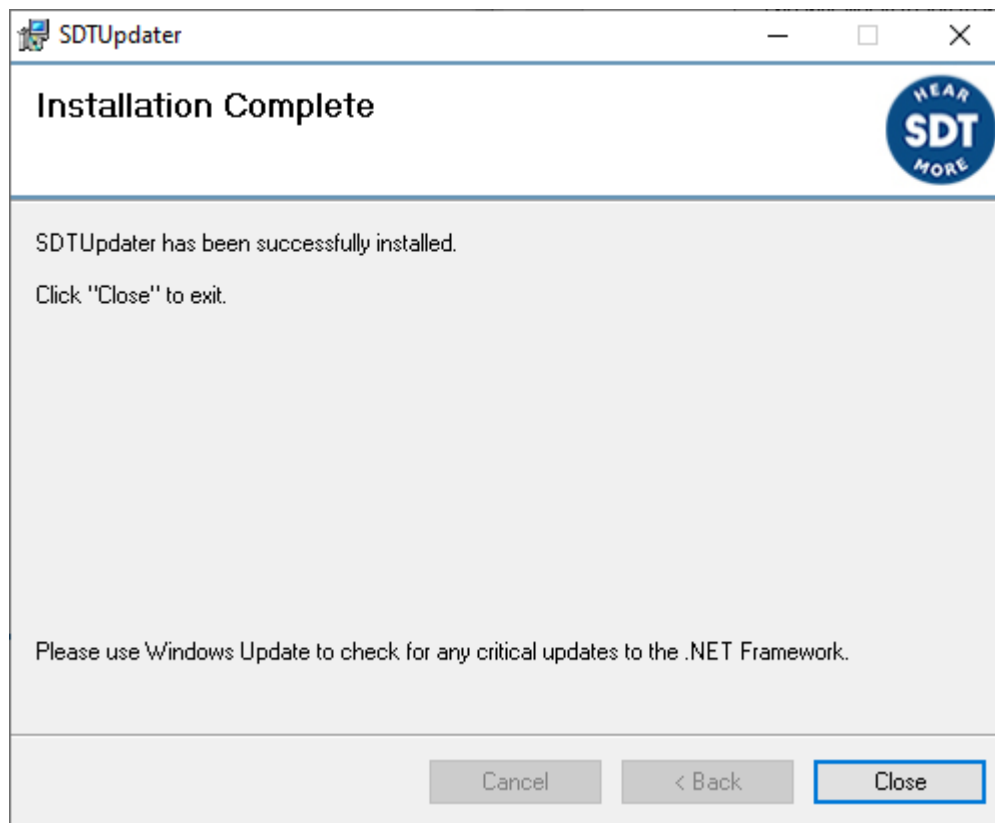 SDTUpdater
Installation Complete
HEAR
SDT
MORE
SDTUpdater has been successfully installed.
Click "Close" to exit.
Please use Windows Update to check for any critical updates to the .NET Framework.
Cancel
< Back
Close